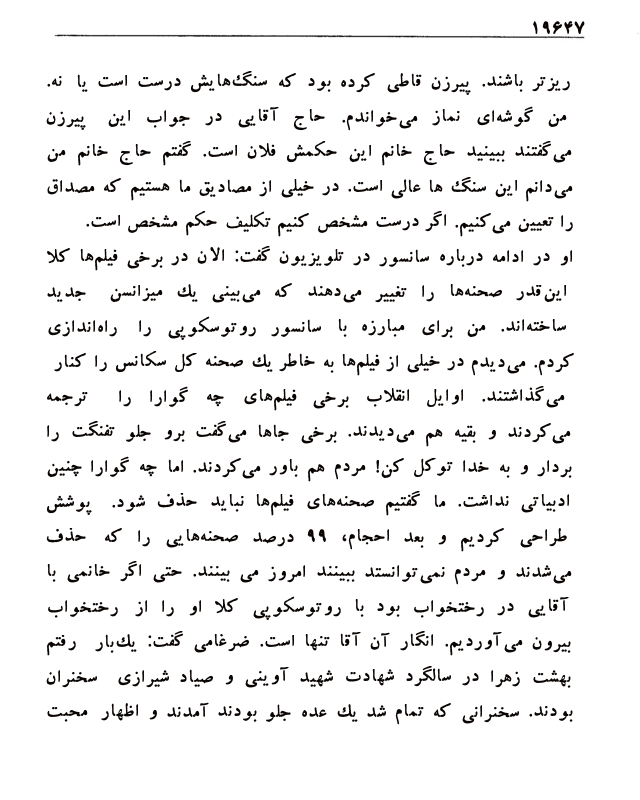 ۱۹۶۴۷
ریزتر باشند. پیرزن قاطی کرده بود که سنگ‌هایش درست است یا نه.
من گوشه‌ای نماز می‌خواندم. حاج آقایی در جواب این پیرزن
می‌گفتند ببینید حاج خانم این حکمش فلان است. گفتم حاج خانم من
می‌دانم این سنگ ها عالی است. در خیلی از مصادیق ما هستیم که مصداق
را تعیین می‌کنیم. اگر درست مشخص کنیم تکلیف حکم مشخص است.
او در ادامه درباره سانسور در تلویزیون گفت: الان در برخی فیلم‌ها کلا
این‌قدر صحنه‌ها را تغییر می‌دهند که می‌بینی یك میزانسن جدید
ساخته‌اند. من برای مبارزه با سانسور روتوسکوپی را راه‌اندازی
کردم. می‌دیدم در خیلی از فیلم‌ها به خاطر یك صحنه کل سکانس را کنار
می‌گذاشتند. اوایل انقلاب برخی فیلم‌های چه گوارا را ترجمه
می‌کردند و بقیه هم می‌دیدند. برخی جاها می‌گفت برو جلو تفنگت را
بردار و به خدا توکل کن! مردم هم باور می‌کردند. اما چه گوارا چنین
ادبیاتی نداشت. ما گفتیم صحنه‌های فیلم‌ها نباید حذف شود. پوشش
طراحی کردیم و بعد احجام، ۹۹ درصد صحنه‌هایی را که حذف
می‌شدند و مردم نمی‌توانستد ببینند امروز می بینند. حتی اگر خانمی با
آقایی در رختخواب بود با روتوسکوپی کلا او را از رختخواب
بیرون می‌آوردیم. انگار آن آقا تنها است. ضرغامی گفت: یك‌بار رفتم
بهشت زهرا در سالگرد شهادت شهید آوینی و صیاد شیرازی سخنران
بودند. سخنرانی که تمام شد یك عده جلو بودند آمدند و اظهار محبت